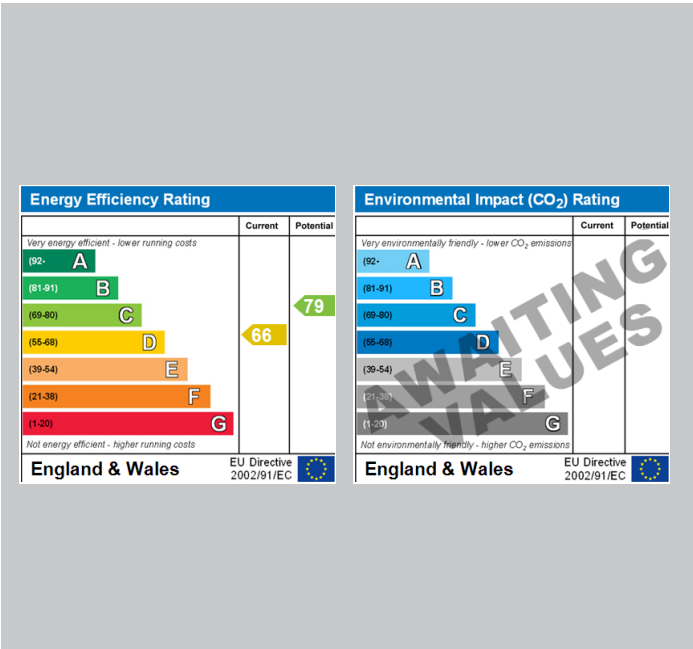 Energy Efficiency Rating
Current Potential
Very energy efficient - lower running costs
(92- A
(81-91) B
(69-80) C
79
(55-68) D
66
(39-54) E
(21-38) F
(1-20) G
Not energy efficient - higher running costs
England & Wales
EU Directive
2002/91/EC
Environmental Impact (CO2) Rating
Current Potential
Very environmentally friendly - lower CO2 emissions
(92- A
(81-91) B
(69-80) C
(55-68) D
(39-54) E
(21-38) F
(1-20) G
AWAITING
VALUES
Not environmentally friendly - higher CO2 emissions
England & Wales
EU Directive
2002/91/EC